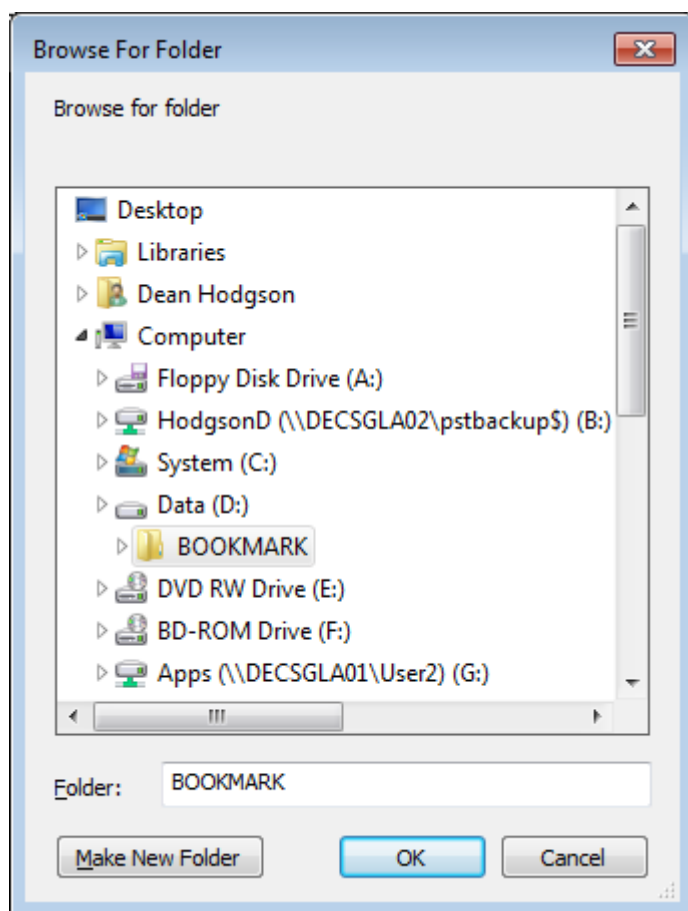 Browse For Folder
Browse for folder
Desktop
Libraries
Dean Hodgson
Computer
Floppy Disk Drive (A:)
HodgsonD (\\DECSGLA02\pstbackup$) (B:)
System (C:)
Data (D:)
BOOKMARK
DVD RW Drive (E:)
BD-ROM Drive (F:)
Apps (\\DECSGLA01\User2) (G:)
Folder: BOOKMARK
Make New Folder OK Cancel